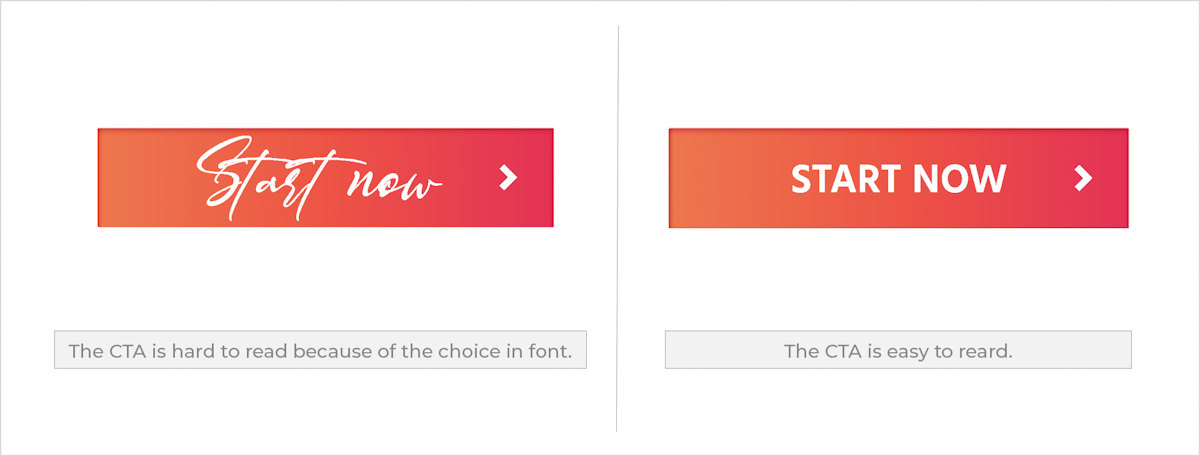 Start now
The CTA is hard to read because of the choice in font.
START NOW
The CTA is easy to reard.